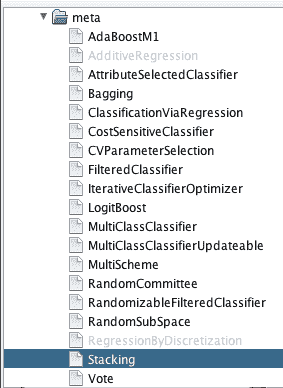 meta
AdaBoostM1
AdditiveRegression
AttributeSelectedClassifier
Bagging
ClassificationViaRegression
CostSensitiveClassifier
CVParameterSelection
FilteredClassifier
IterativeClassifierOptimizer
LogitBoost
MultiClassClassifier
MultiClassClassifierUpdateable
MultiScheme
RandomCommittee
RandomizableFilteredClassifier
RandomSubSpace
RegressionByDiscretization
Stacking
Vote